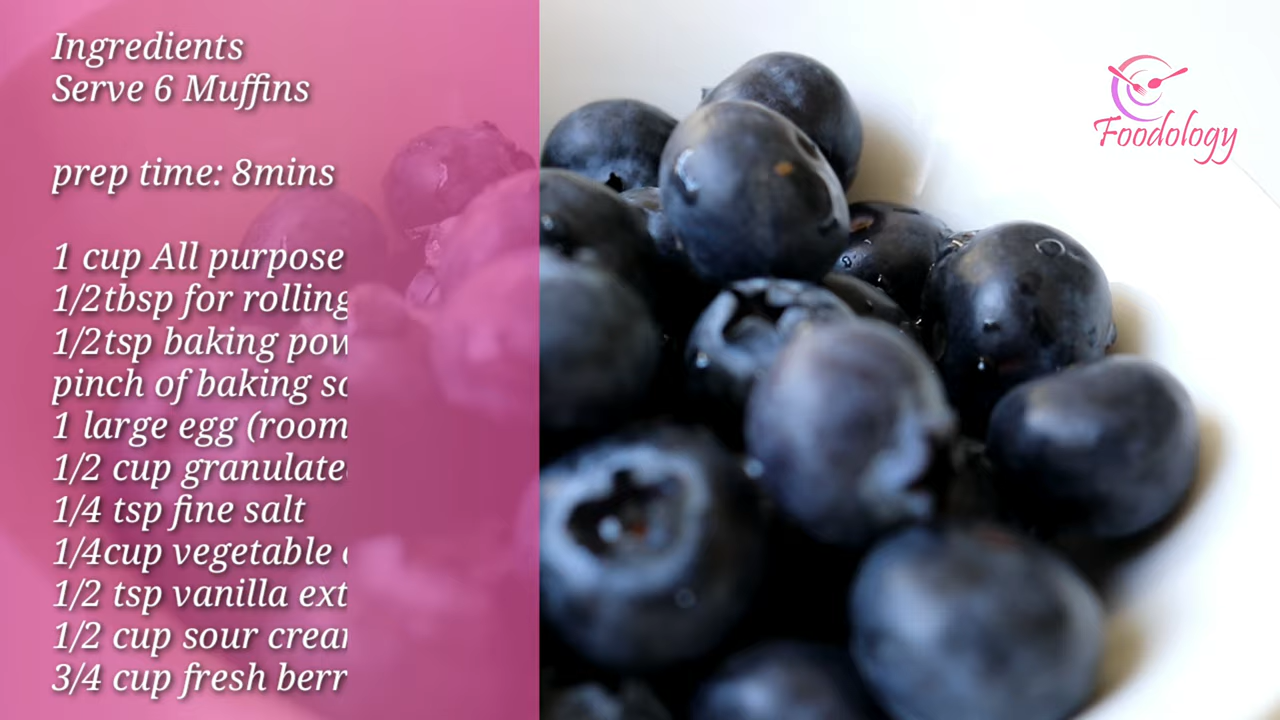 Ingredients
Serve 6 Muffins
prep time: 8mins
1 cup All purpose
1/2tbsp for rolling
1/2tsp baking pow
pinch of baking so
1 large egg (room
1/2 cup granulate
1/4 tsp fine salt
1/4cup vegetable
1/2 tsp vanilla ext
1/2 cup sour crea
3/4 cup fresh berr
Foodology